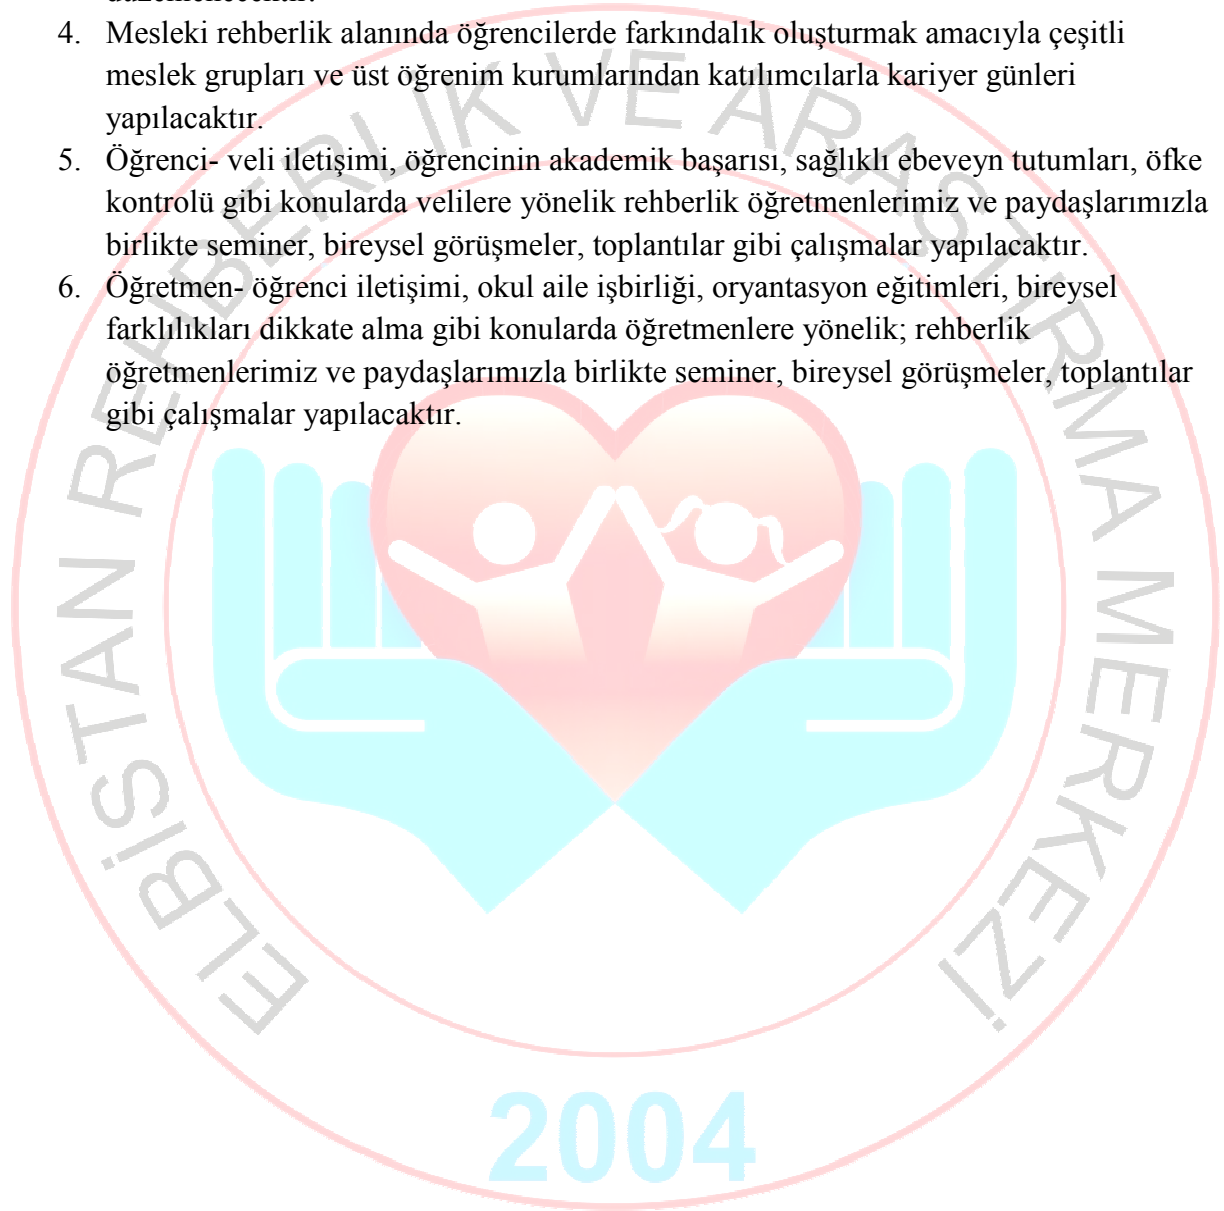 4. Mesleki rehberlik alanında öğrencilerde farkındalık oluşturmak amacıyla çeşitli
meslek grupları ve üst öğrenim kurumlarından katılımcılarla kariyer günleri
yapılacaktır.
5. Öğrenci- veli iletişimi, öğrencinin akademik başarısı, sağlıklı ebeveyn tutumları, öfke
kontrolü gibi konularda velilere yönelik rehberlik öğretmenlerimiz ve paydaşlarımızla
birlikte seminer, bireysel görüşmeler, toplantılar gibi çalışmalar yapılacaktır.
6. Öğretmen- öğrenci iletişimi, okul aile işbirliği, oryantasyon eğitimleri, bireysel
farklılıkları dikkate alma gibi konularda öğretmenlere yönelik; rehberlik
öğretmenlerimiz ve paydaşlarımızla birlikte seminer, bireysel görüşmeler, toplantılar
gibi çalışmalar yapılacaktır.
ELBİSTAN REHBERLİK VE ARAŞTIRMA MERKEZİ
2004